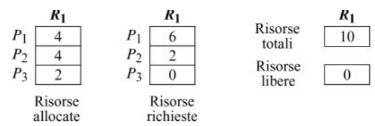 R1 R1 R1
P1 4 P1 6 Risorse totali 10
P2 4 P2 2
P3 2 P3 0 Risorse libere 0
Risorse allocate Risorse richieste